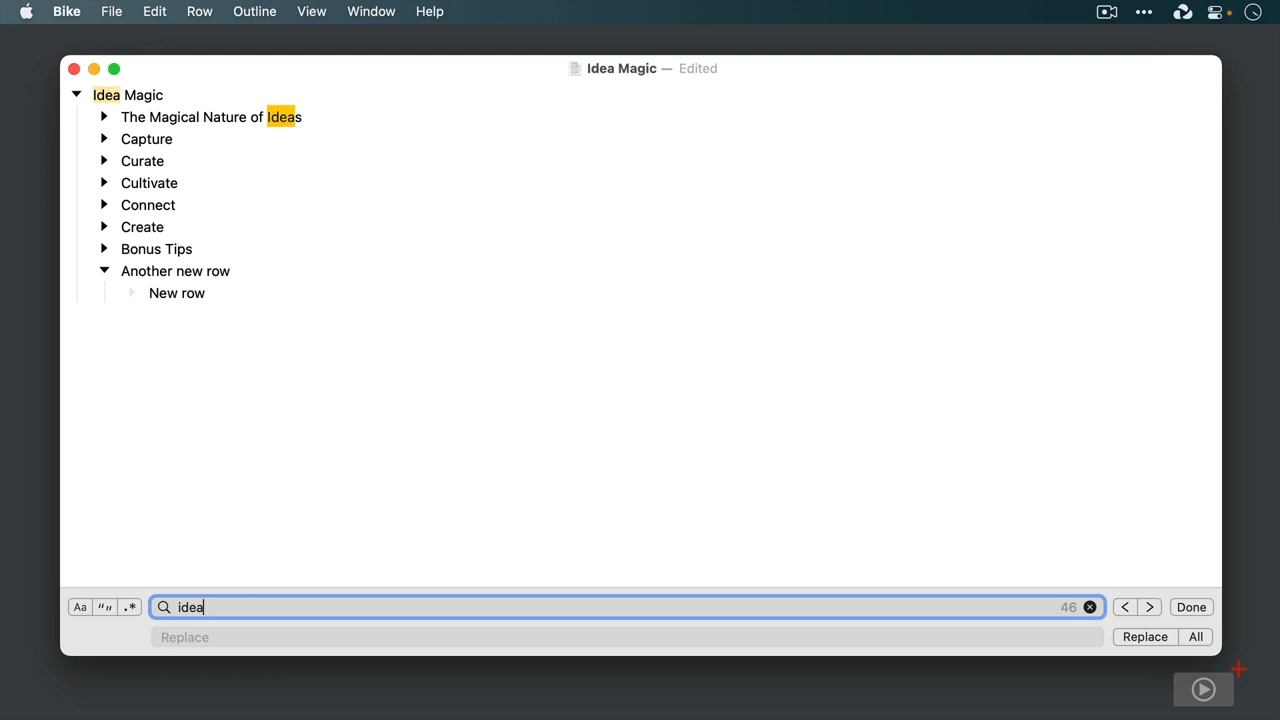 Bike File Edit Row Outline View Window Help
Idea Magic — Edited
Idea Magic
The Magical Nature of Ideas
Capture
Curate
Cultivate
Connect
Create
Bonus Tips
Another new row
New row
Aa "" .* idea 46 < > Done
Replace Replace All